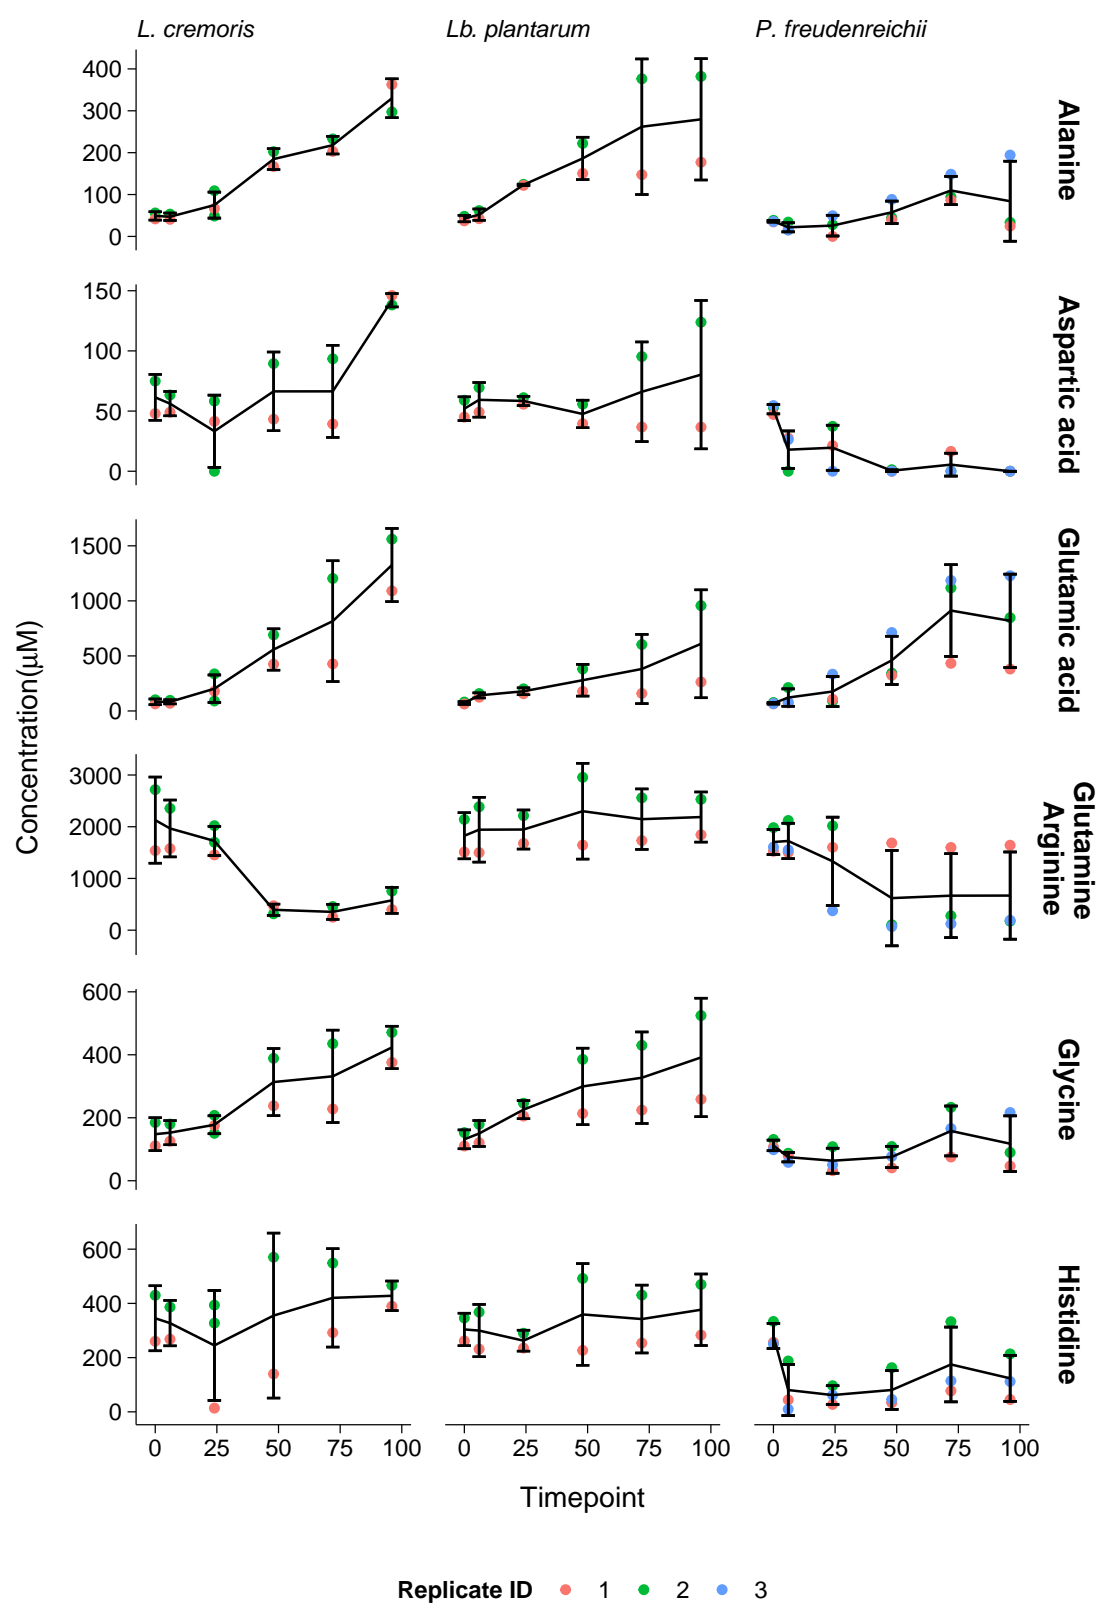 L. cremoris Lb. plantarum P. freudenreichii
Concentration(μM)
400
300
200
100
0
Alanine
150
100
50
0
Aspartic acid
1500
1000
500
0
Glutamic acid
3000
2000
1000
0
Glutamine
Arginine
600
400
200
0
Glycine
600
400
200
0
Histidine
0 25 50 75 100 0 25 50 75 100 0 25 50 75 100
Timepoint
Replicate ID 1 2 3